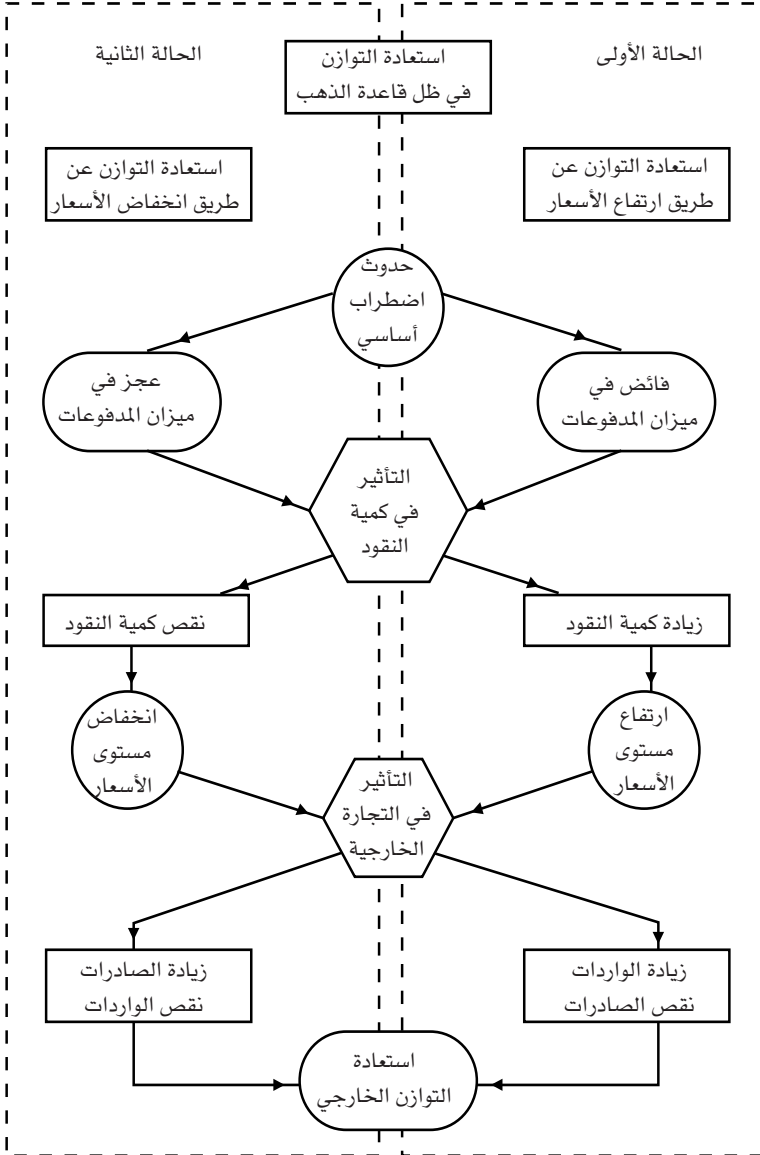 الحالة الأولى
استعادة التوازن
في ظل قاعدة الذهب
الحالة الثانية
استعادة التوازن عن
طريق ارتفاع الأسعار
استعادة التوازن عن
طريق انخفاض الأسعار
حدوث
اضطراب
أساسي
فائض في
ميزان المدفوعات
عجز في
ميزان المدفوعات
التأثير
في كمية
النقود
زيادة كمية النقود
نقص كمية النقود
ارتفاع
مستوى
الأسعار
انخفاض
مستوى
الأسعار
التأثير
في التجارة
الخارجية
زيادة الواردات
نقص الصادرات
زيادة الصادرات
نقص الواردات
استعادة
التوازن الخارجي